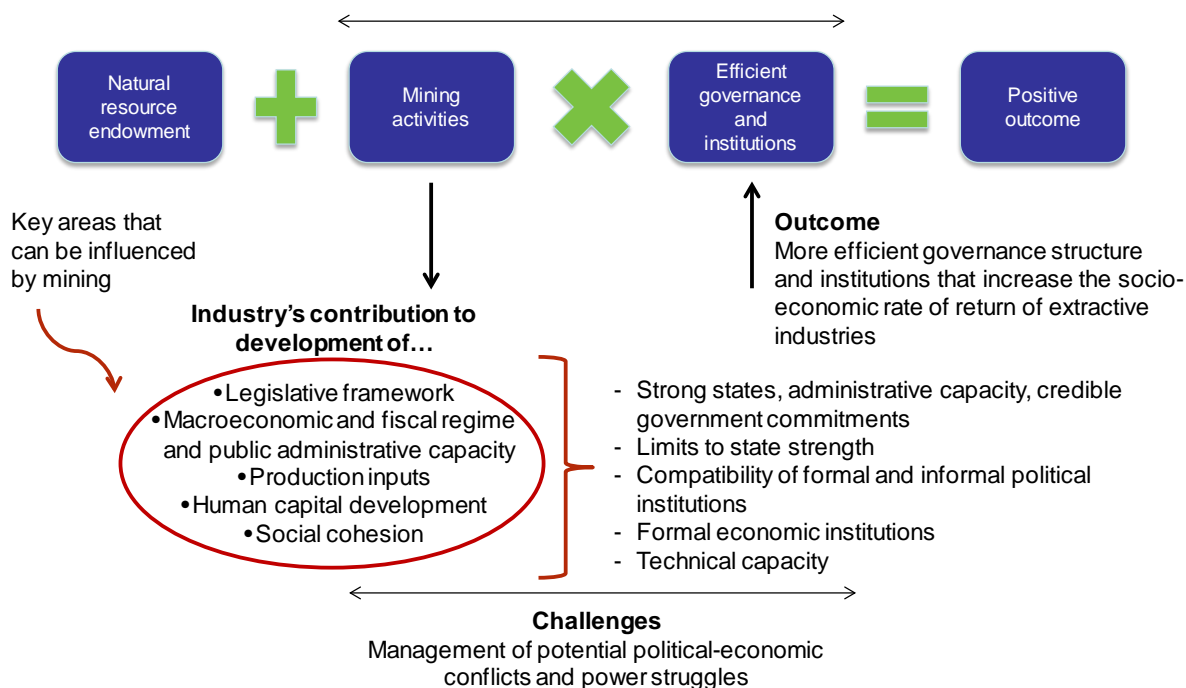 Natural
resource
endowment
Mining
activities
Efficient
governance
and
institutions
Positive
outcome
Key areas that
can be influenced
by mining
Outcome
More efficient governance structure
and institutions that increase the socio-
economic rate of return of extractive
industries
Industry's contribution to
development of…
•Legislative framework
•Macroeconomic and fiscal regime
and public administrative capacity
•Production inputs
•Human capital development
•Social cohesion
- Strong states, administrative capacity, credible
government commitments
- Limits to state strength
- Compatibility of formal and informal political
institutions
- Formal economic institutions
- Technical capacity
Challenges
Management of potential political-economic
conflicts and power struggles